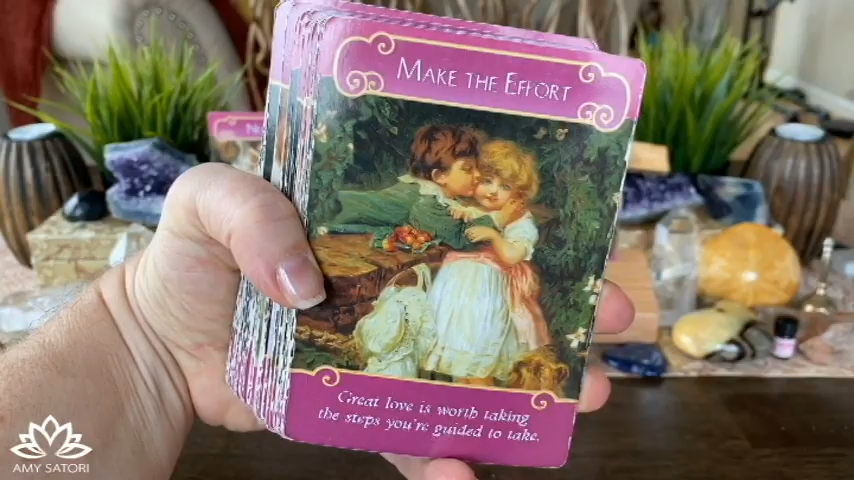 MAKE THE EFFORT
Great love is worth taking
the steps you're guided to take.
AMY SATORI